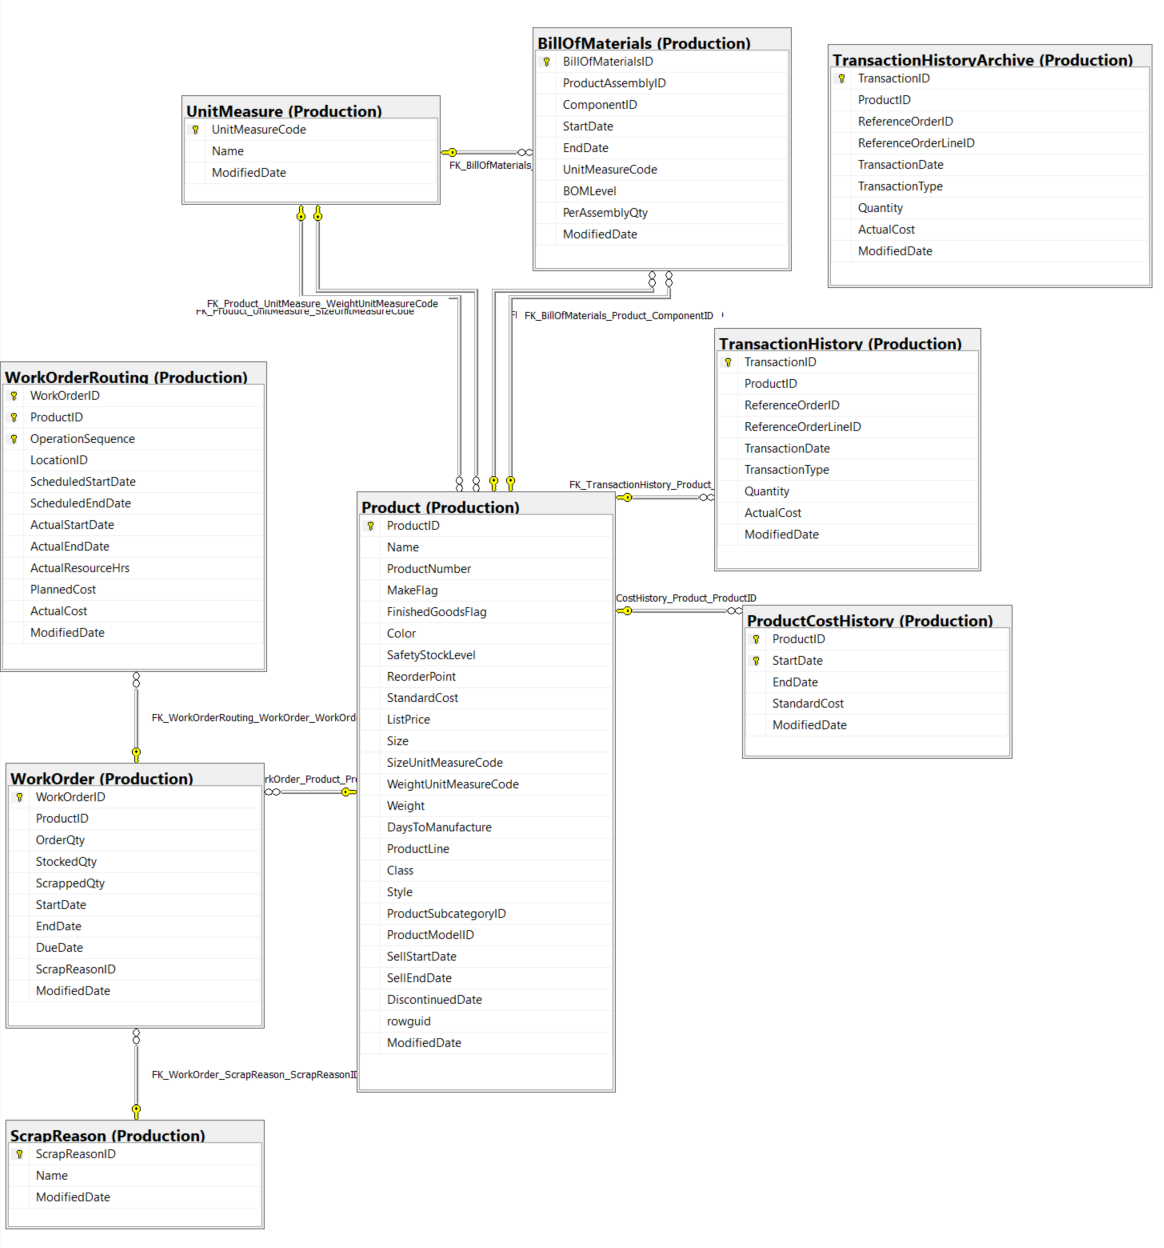 BillOfMaterials (Production)
BillOfMaterialsID
ProductAssemblyID
ComponentID
StartDate
EndDate
UnitMeasureCode
BOMLevel
PerAssemblyQty
ModifiedDate
TransactionHistoryArchive (Production)
TransactionID
ProductID
ReferenceOrderID
ReferenceOrderLineID
TransactionDate
TransactionType
Quantity
ActualCost
ModifiedDate
UnitMeasure (Production)
UnitMeasureCode
Name
ModifiedDate
FK_BillOfMaterials_
FK_Product_UnitMeasure_WeightUnitMeasureCode
FK_Product_UnitMeasure_SizeUnitMeasureCode
FK_BillOfMaterials_Product_ComponentID
TransactionHistory (Production)
TransactionID
ProductID
ReferenceOrderID
ReferenceOrderLineID
TransactionDate
TransactionType
Quantity
ActualCost
ModifiedDate
WorkOrderRouting (Production)
WorkOrderID
ProductID
OperationSequence
LocationID
ScheduledStartDate
ScheduledEndDate
ActualStartDate
ActualEndDate
ActualResourceHrs
PlannedCost
ActualCost
ModifiedDate
FK_TransactionHistory_Product_
Product (Production)
ProductID
Name
ProductNumber
MakeFlag
FinishedGoodsFlag
Color
SafetyStockLevel
ReorderPoint
StandardCost
ListPrice
Size
SizeUnitMeasureCode
WeightUnitMeasureCode
Weight
DaysToManufacture
ProductLine
Class
Style
ProductSubcategoryID
ProductModelID
SellStartDate
SellEndDate
DiscontinuedDate
rowguid
ModifiedDate
CostHistory_Product_ProductID
ProductCostHistory (Production)
ProductID
StartDate
EndDate
StandardCost
ModifiedDate
FK_WorkOrderRouting_WorkOrder_WorkOrd
WorkOrder (Production)
WorkOrderID
ProductID
OrderQty
StockedQty
ScrappedQty
StartDate
EndDate
DueDate
ScrapReasonID
ModifiedDate
rkOrder_Product_Pr
FK_WorkOrder_ScrapReason_ScrapReasonID
ScrapReason (Production)
ScrapReasonID
Name
ModifiedDate